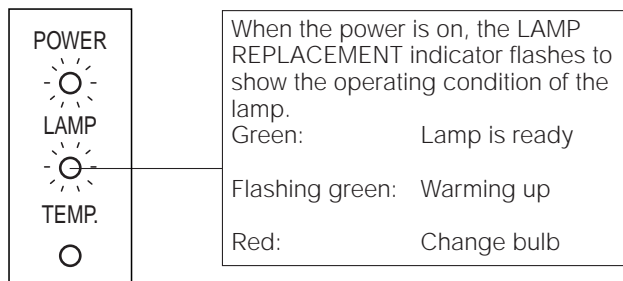 POWER
LAMP
TEMP.
When the power is on, the LAMP
REPLACEMENT indicator flashes to
show the operating condition of the
lamp.
Green: Lamp is ready
Flashing green: Warming up
Red: Change bulb